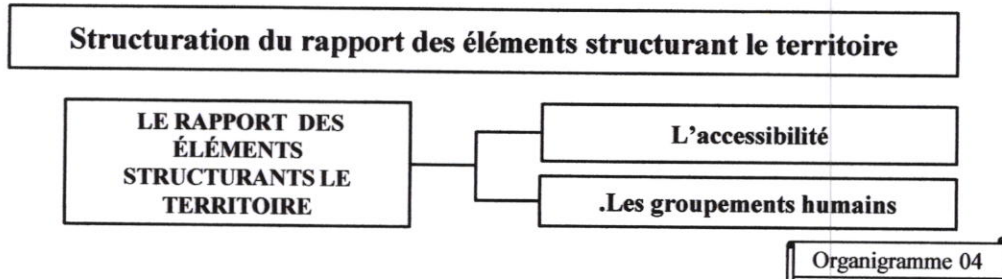 Structuration du rapport des éléments structurant le territoire
LE RAPPORT DES
ÉLÉMENTS
STRUCTURANTS LE
TERRITOIRE
L'accessibilité
.Les groupements humains
Organigramme 04